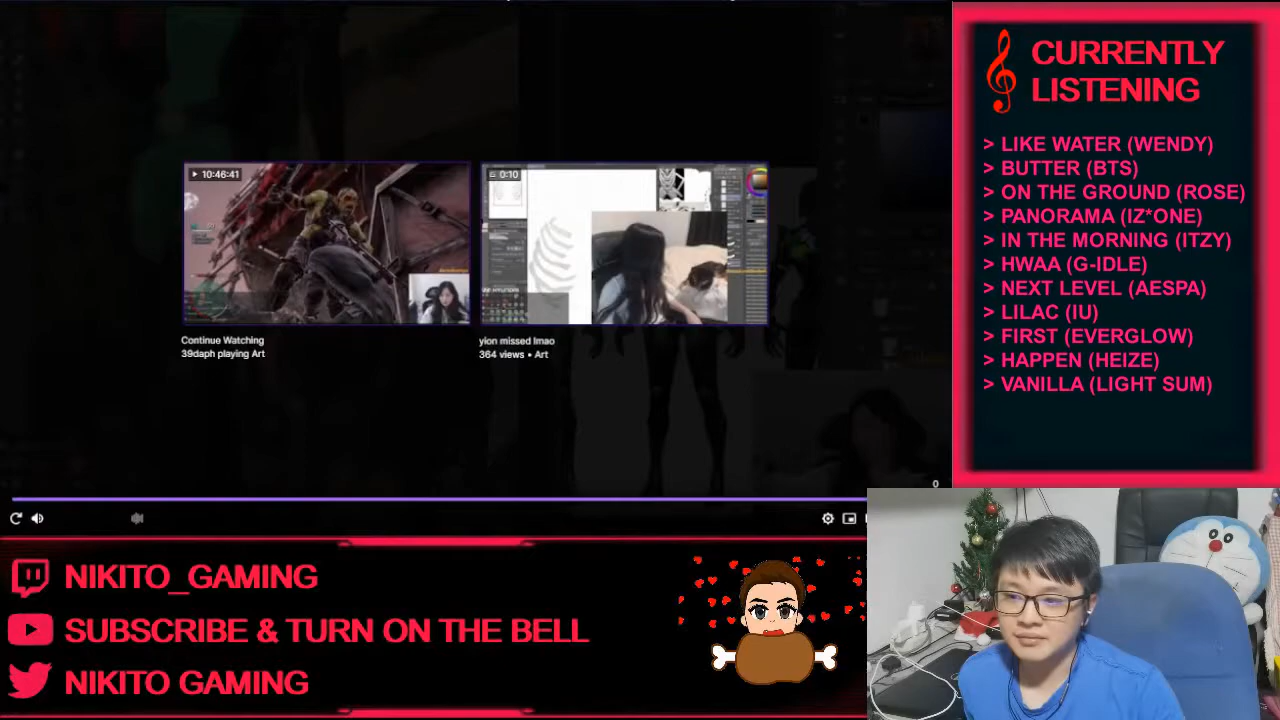 10:46:41
0:10
Continue Watching
39daph playing Art
yion missed lmao
364 views • Art
0
CURRENTLY
LISTENING
> LIKE WATER (WENDY)
> BUTTER (BTS)
> ON THE GROUND (ROSE)
> PANORAMA (IZ*ONE)
> IN THE MORNING (ITZY)
> HWAA (G-IDLE)
> NEXT LEVEL (AESPA)
> LILAC (IU)
> FIRST (EVERGLOW)
> HAPPEN (HEIZE)
> VANILLA (LIGHT SUM)
NIKITO_GAMING
SUBSCRIBE & TURN ON THE BELL
NIKITO GAMING